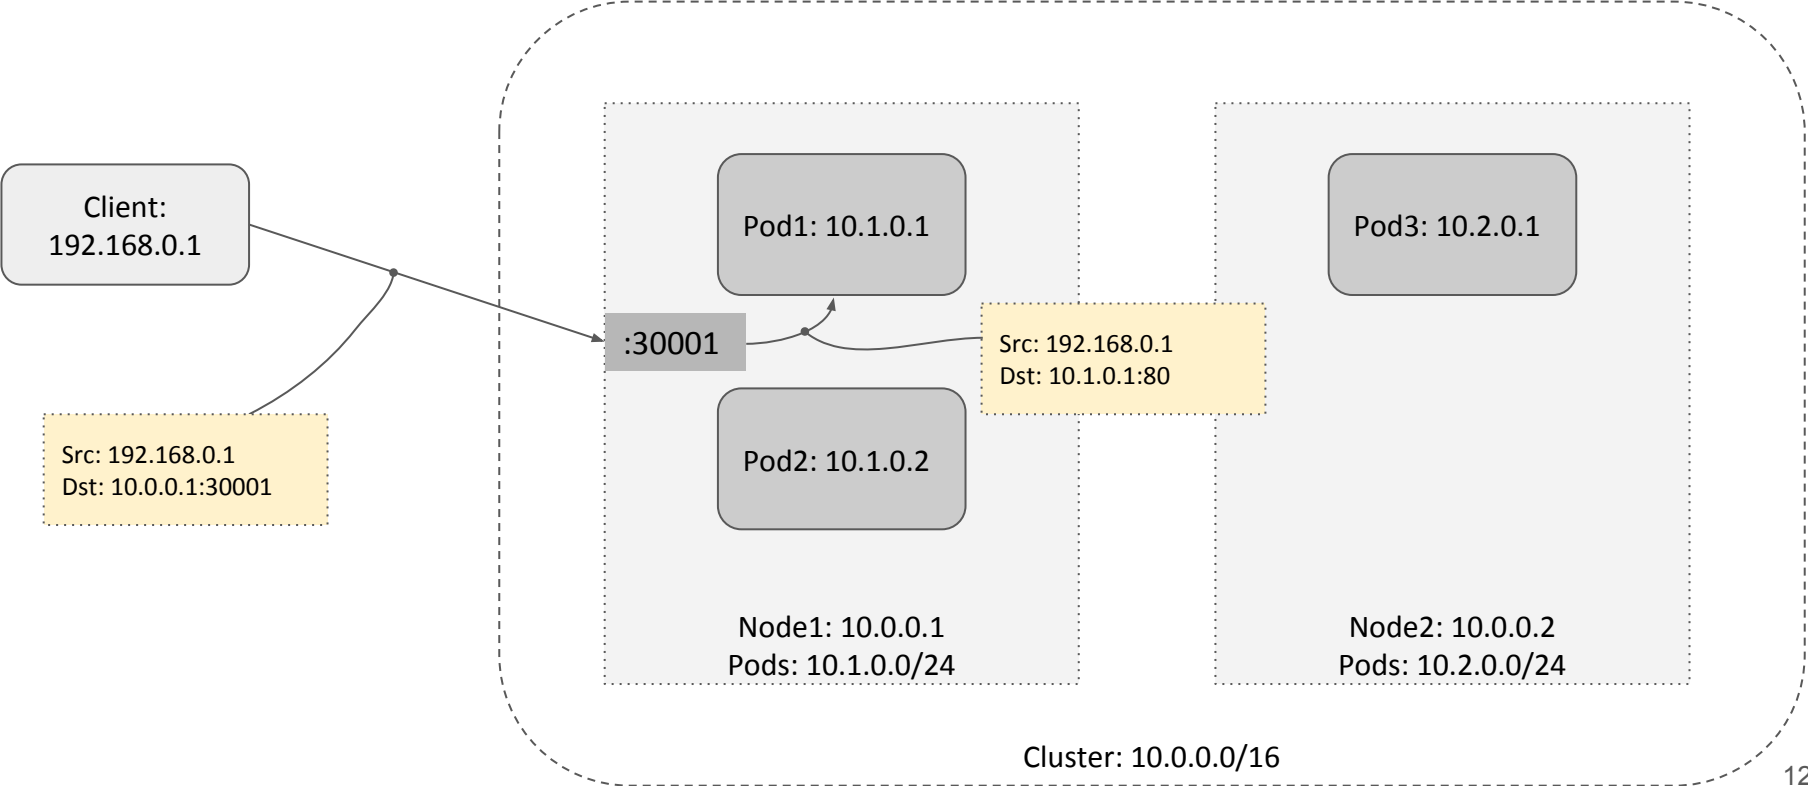 Client:
192.168.0.1
Pod1: 10.1.0.1
Pod3: 10.2.0.1
:30001
Src: 192.168.0.1
Dst: 10.1.0.1:80
Src: 192.168.0.1
Dst: 10.0.0.1:30001
Pod2: 10.1.0.2
Node1: 10.0.0.1
Pods: 10.1.0.0/24
Node2: 10.0.0.2
Pods: 10.2.0.0/24
Cluster: 10.0.0.0/16
12